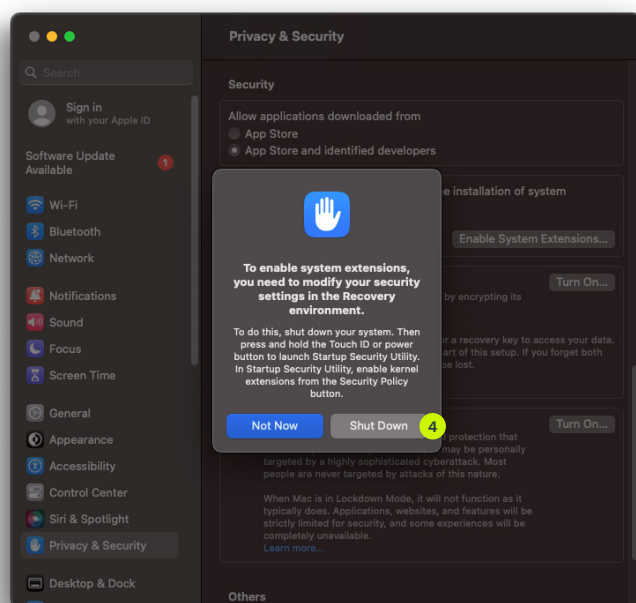 Privacy & Security
Search
Sign in
with your Apple ID
Software Update
Available
1
Wi-Fi
Bluetooth
Network
Notifications
Sound
Focus
Screen Time
General
Appearance
Accessibility
Control Center
Siri & Spotlight
Privacy & Security
Desktop & Dock
Security
Allow applications downloaded from
App Store
App Store and identified developers
e installation of system
Enable System Extensions...
Turn On...
by encrypting its
or a recovery key to access your data.
art of this setup. If you forget both
be lost.
To enable system extensions,
you need to modify your security
settings in the Recovery
environment.
To do this, shut down your system. Then
press and hold the Touch ID or power
button to launch Startup Security Utility.
In Startup Security Utility, enable kernel
extensions from the Security Policy
button.
Not Now
Shut Down
4
Turn On...
protection that
may be personally
targeted by a highly sophisticated cyberattack. Most
people are never targeted by attacks of this nature.
When Mac is in Lockdown Mode, it will not function as it
typically does. Applications, websites, and features will be
strictly limited for security, and some experiences will be
completely unavailable.
Learn more...
Others